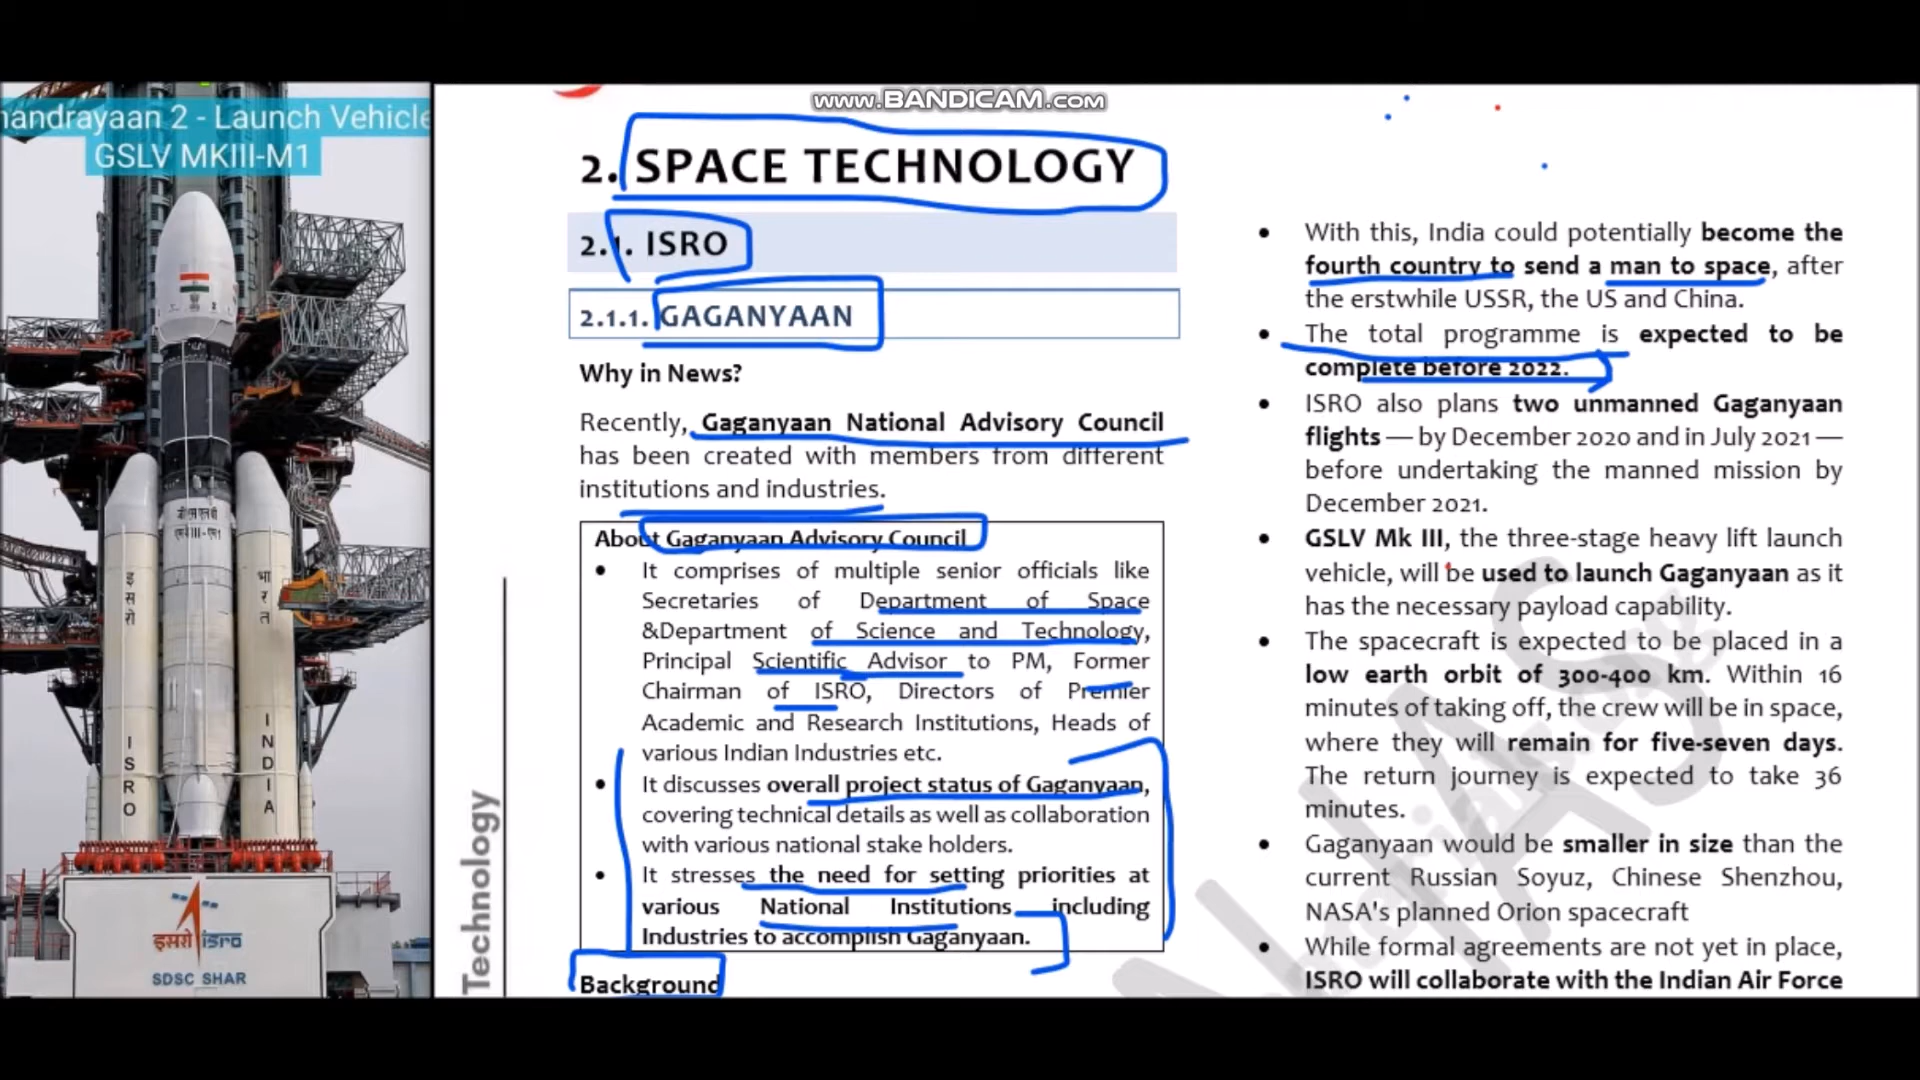 www.BANDICAM.com
handrayaan 2 - Launch Vehicle
GSLV MKIII-M1
जीएसएलवी
एमके III-एम1
इसरो
भारत
ISRO
INDIA
इसरो isro
SDSC SHAR
Technology
2. SPACE TECHNOLOGY
2.1. ISRO
2.1.1. GAGANYAAN
Why in News?
Recently, Gaganyaan National Advisory Council
has been created with members from different
institutions and industries.
About Gaganyaan Advisory Council
• It comprises of multiple senior officials like
Secretaries of Department of Space
&Department of Science and Technology,
Principal Scientific Advisor to PM, Former
Chairman of ISRO, Directors of Premier
Academic and Research Institutions, Heads of
various Indian Industries etc.
• It discusses overall project status of Gaganyaan,
covering technical details as well as collaboration
with various national stake holders.
• It stresses the need for setting priorities at
various National Institutions including
Industries to accomplish Gaganyaan.
Background
• With this, India could potentially become the
fourth country to send a man to space, after
the erstwhile USSR, the US and China.
• The total programme is expected to be
complete before 2022.
• ISRO also plans two unmanned Gaganyaan
flights — by December 2020 and in July 2021 —
before undertaking the manned mission by
December 2021.
• GSLV Mk III, the three-stage heavy lift launch
vehicle, will be used to launch Gaganyaan as it
has the necessary payload capability.
• The spacecraft is expected to be placed in a
low earth orbit of 300-400 km. Within 16
minutes of taking off, the crew will be in space,
where they will remain for five-seven days.
The return journey is expected to take 36
minutes.
• Gaganyaan would be smaller in size than the
current Russian Soyuz, Chinese Shenzhou,
NASA's planned Orion spacecraft
• While formal agreements are not yet in place,
ISRO will collaborate with the Indian Air Force